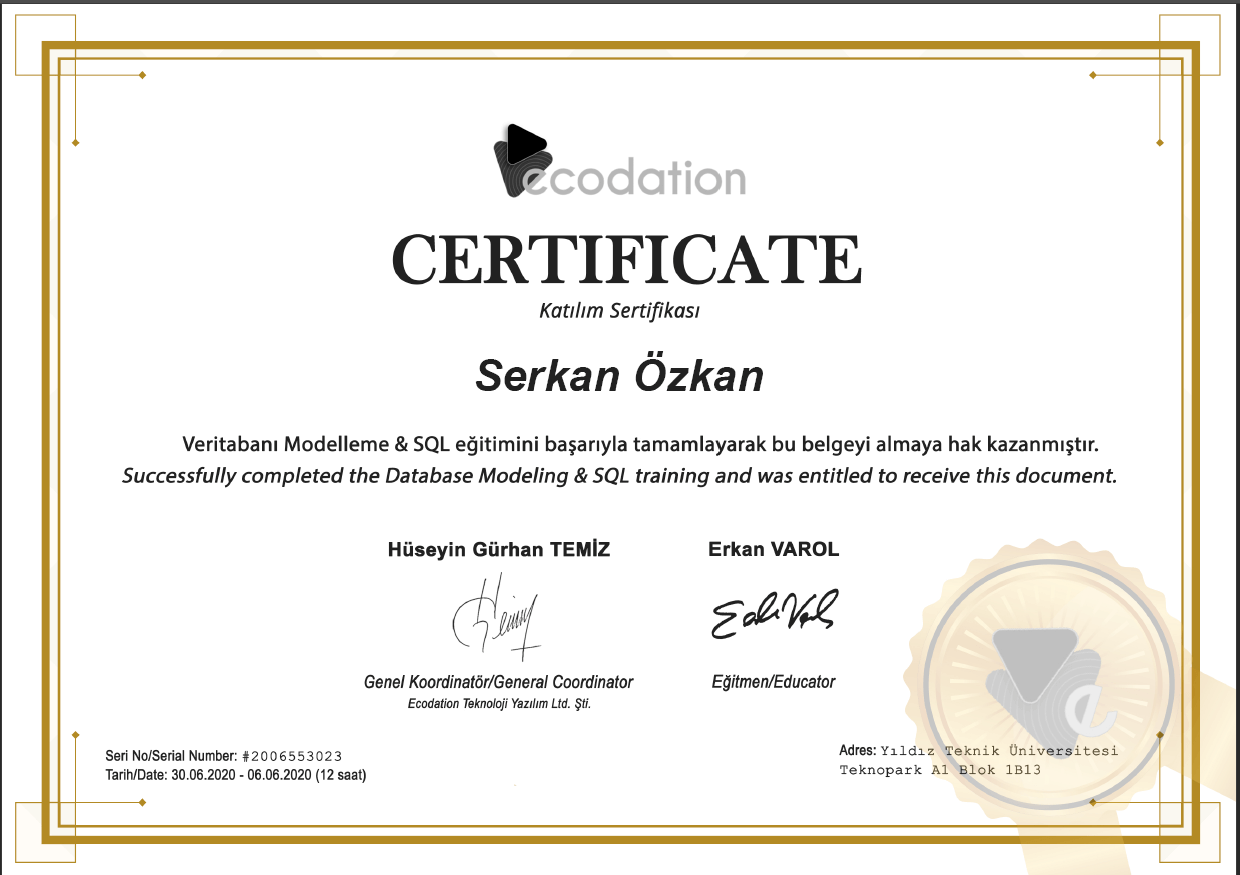 ecodation
CERTIFICATE
Katılım Sertifikası
Serkan Özkan
Veritabanı Modelleme & SQL eğitimini başarıyla tamamlayarak bu belgeyi almaya hak kazanmıştır.
Successfully completed the Database Modeling & SQL training and was entitled to receive this document.
Hüseyin Gürhan TEMİZ
Erkan VAROL
Genel Koordinatör/General Coordinator
Ecodation Teknoloji Yazılım Ltd. Şti.
Eğitmen/Educator
e
Seri No/Serial Number: #2006553023
Tarih/Date: 30.06.2020 - 06.06.2020 (12 saat)
Adres: Yıldız Teknik Üniversitesi
Teknopark A1 Blok 1B13